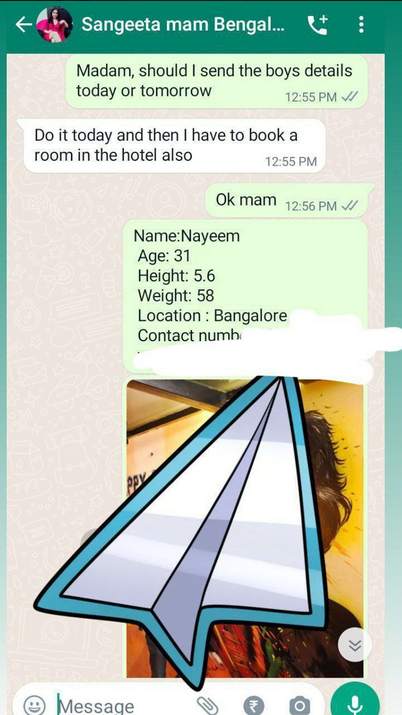 Sangeeta mam Bengal...
Madam, should I send the boys details
today or tomorrow
12:55 PM
Do it today and then I have to book a
room in the hotel also
12:55 PM
Ok mam 12:56 PM
Name:Nayeem
Age: 31
Height: 5.6
Weight: 58
Location : Bangalore
Contact numb
PPY
Message